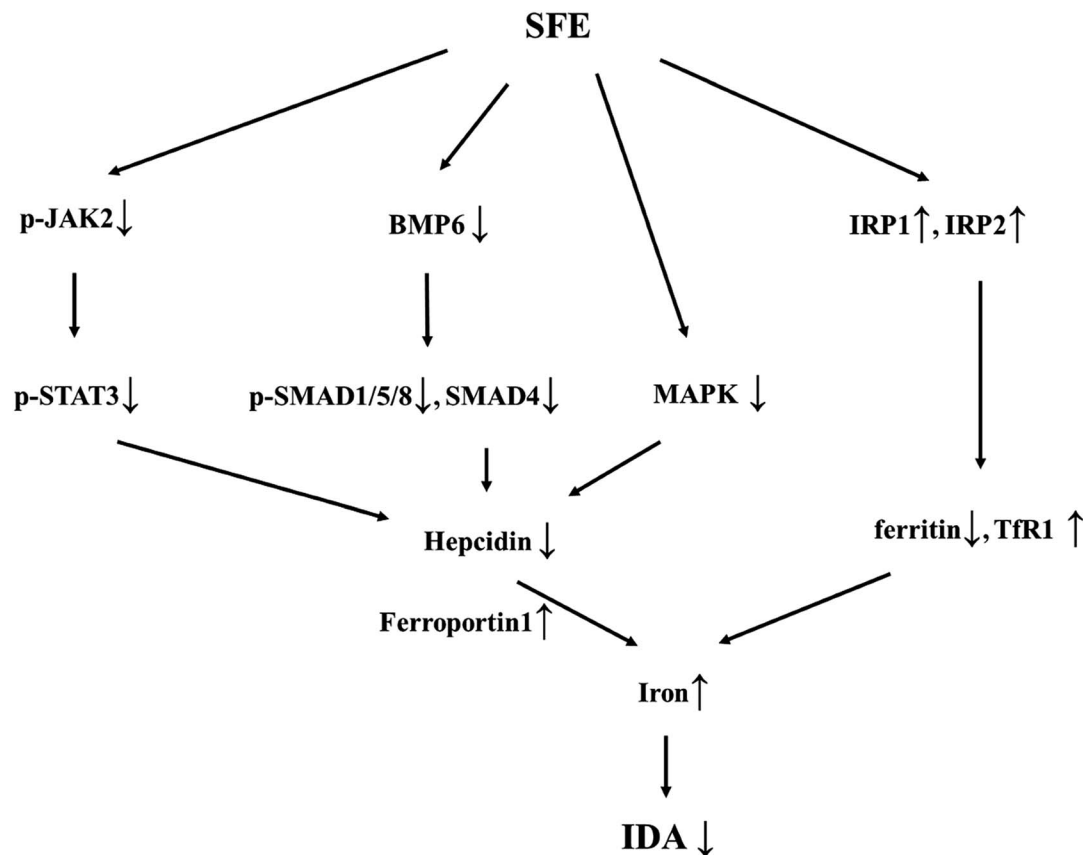 SFE
p-JAK2↓
BMP6↓
IRP1↑, IRP2↑
p-STAT3↓
p-SMAD1/5/8↓, SMAD4↓
MAPK ↓
Hepcidin↓
ferritin↓, TfR1 ↑
Ferroportin1↑
Iron↑
IDA↓